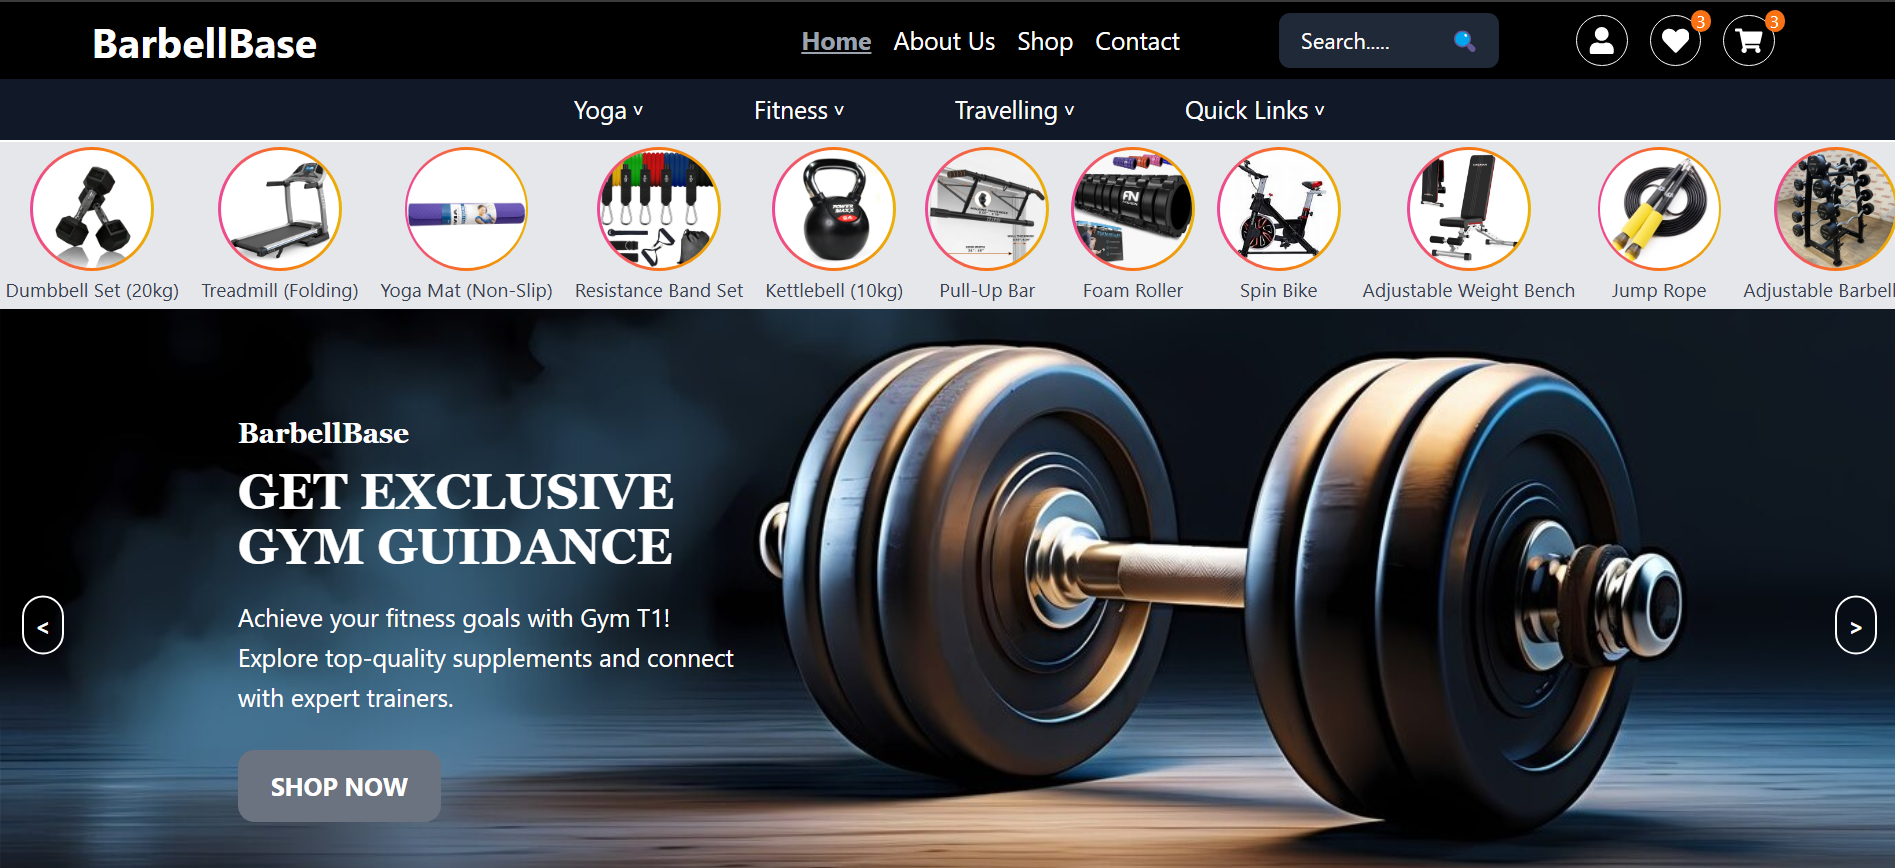 BarbellBase
Home About Us Shop Contact
Search.....
3
3
Yoga ˅
Fitness ˅
Travelling ˅
Quick Links ˅
POWER MAXX
FN
Dumbbell Set (20kg)
Treadmill (Folding)
Yoga Mat (Non-Slip)
Resistance Band Set
Kettlebell (10kg)
Pull-Up Bar
Foam Roller
Spin Bike
Adjustable Weight Bench
Jump Rope
Adjustable Barbell
BarbellBase
GET EXCLUSIVE
GYM GUIDANCE
Achieve your fitness goals with Gym T1!
Explore top-quality supplements and connect
with expert trainers.
<
>
SHOP NOW